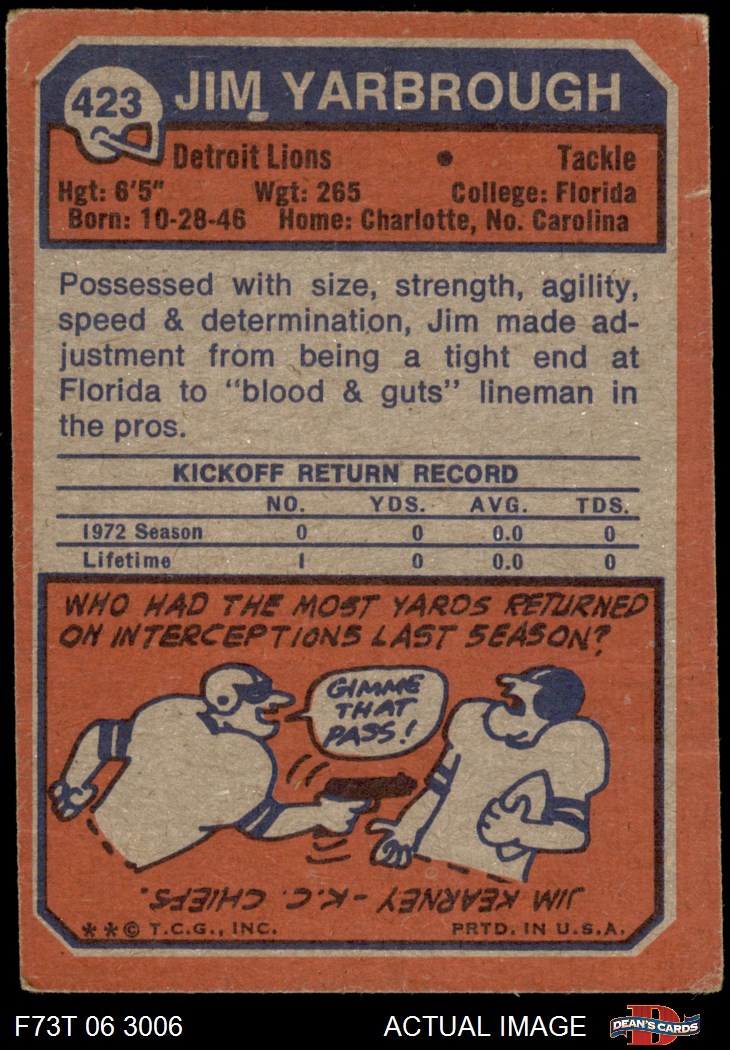 423
JIM YARBROUGH
Detroit Lions • Tackle
Hgt: 6'5" Wgt: 265 College: Florida
Born: 10-28-46 Home: Charlotte, No. Carolina
Possessed with size, strength, agility,
speed & determination, Jim made ad-
justment from being a tight end at
Florida to "blood & guts" lineman in
the pros.
KICKOFF RETURN RECORD
NO. YDS. AVG. TDS.
1972 Season 0 0 0.0 0
Lifetime 1 0 0.0 0
WHO HAD THE MOST YARDS RETURNED
ON INTERCEPTIONS LAST SEASON?
GIMME
THAT
PASS!
JIM KEARNEY - K.C. CHIEFS.
**© T.C.G., INC. PRTD. IN U.S.A.
F73T 06 3006 ACTUAL IMAGE
D
DEAN'S CARDS